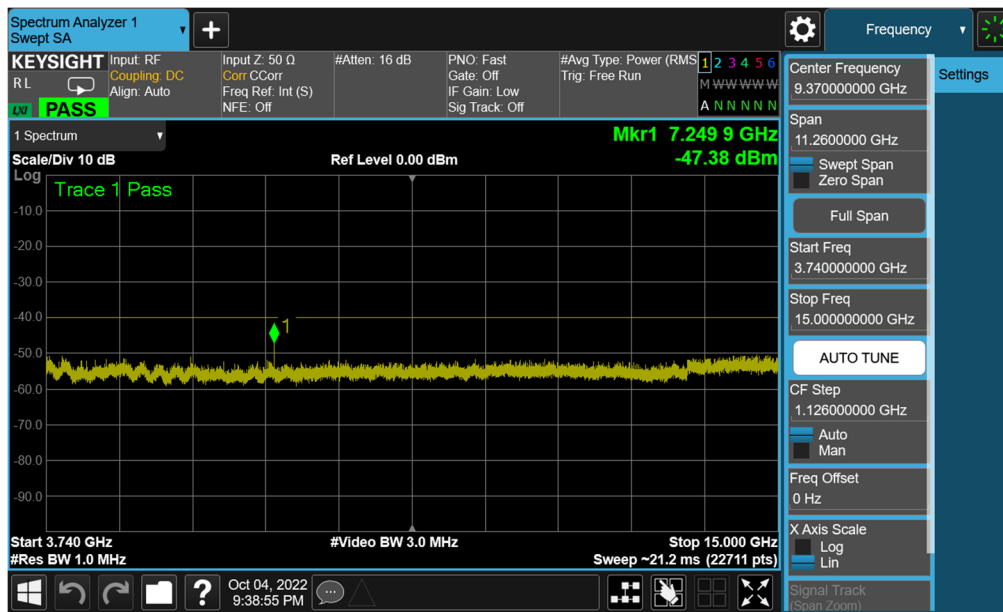 Spectrum Analyzer 1
Swept SA
Frequency
KEYSIGHT
R L
LXI PASS
Input: RF
Coupling: DC
Align: Auto
Input Z: 50 Ω
Corr CCorr
Freq Ref: Int (S)
NFE: Off
#Atten: 16 dB
PNO: Fast
Gate: Off
IF Gain: Low
Sig Track: Off
#Avg Type: Power (RMS
Trig: Free Run
1 2 3 4 5 6
M W W W W W
A N N N N N
1 Spectrum
Scale/Div 10 dB
Ref Level 0.00 dBm
Mkr1 7.249 9 GHz
-47.38 dBm
Log
Trace 1 Pass
-10.0
-20.0
-30.0
-40.0
1
-50.0
-60.0
-70.0
-80.0
-90.0
Start 3.740 GHz
#Res BW 1.0 MHz
#Video BW 3.0 MHz
Stop 15.000 GHz
Sweep ~21.2 ms (22711 pts)
Center Frequency
9.370000000 GHz
Settings
Span
11.2600000 GHz
Swept Span
Zero Span
Full Span
Start Freq
3.740000000 GHz
Stop Freq
15.000000000 GHz
AUTO TUNE
CF Step
1.126000000 GHz
Auto
Man
Freq Offset
0 Hz
X Axis Scale
Log
Lin
Signal Track
(Span Zoom)
?
Oct 04, 2022
9:38:55 PM